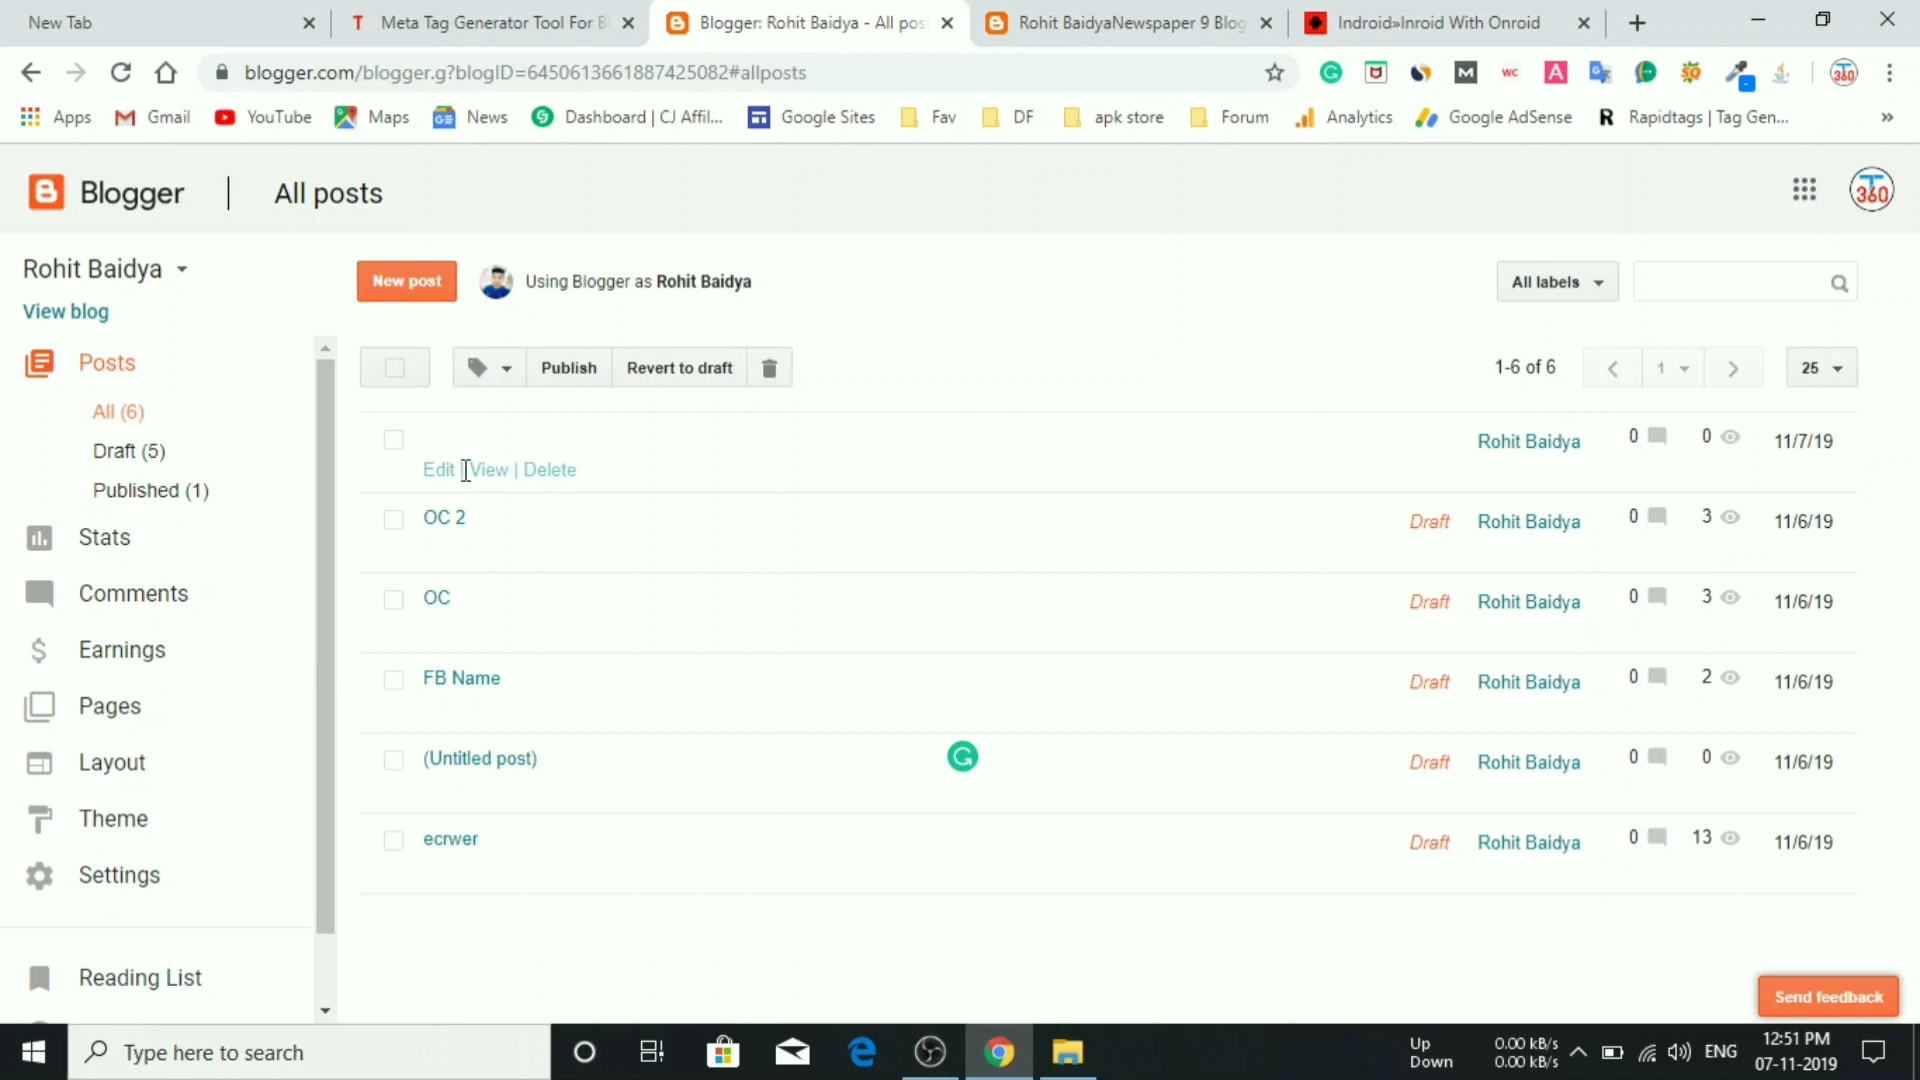 New Tab
Meta Tag Generator Tool For B
Blogger: Rohit Baidya - All pos
Rohit BaidyaNewspaper 9 Blog
Indroid»Inroid With Onroid
blogger.com/blogger.g?blogID=6450613661887425082#allposts
Apps
Gmail
YouTube
Maps
News
Dashboard | CJ Affil...
Google Sites
Fav
DF
apk store
Forum
Analytics
Google AdSense
Rapidtags | Tag Gen...
Blogger
All posts
T 360
Rohit Baidya
View blog
New post
Using Blogger as Rohit Baidya
All labels
Posts
All (6)
Draft (5)
Published (1)
Stats
Comments
Earnings
Pages
Layout
Theme
Settings
Reading List
Publish
Revert to draft
1-6 of 6
1
25
Rohit Baidya 0 0 11/7/19
Edit | View | Delete
OC 2 Draft Rohit Baidya 0 3 11/6/19
OC Draft Rohit Baidya 0 3 11/6/19
FB Name Draft Rohit Baidya 0 2 11/6/19
(Untitled post) Draft Rohit Baidya 0 0 11/6/19
ecrwer Draft Rohit Baidya 0 13 11/6/19
Send feedback
Type here to search
Up 0.00 kB/s
Down 0.00 kB/s
ENG
12:51 PM
07-11-2019